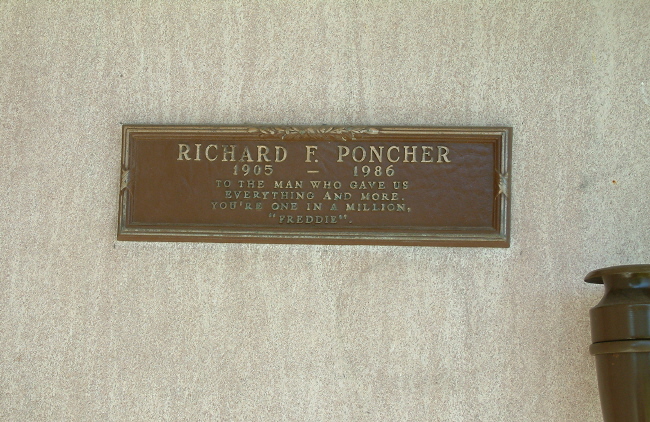 RICHARD F. PONCHER
1905 – 1986
TO THE MAN WHO GAVE US
EVERYTHING AND MORE.
YOU'RE ONE IN A MILLION,
"FREDDIE".